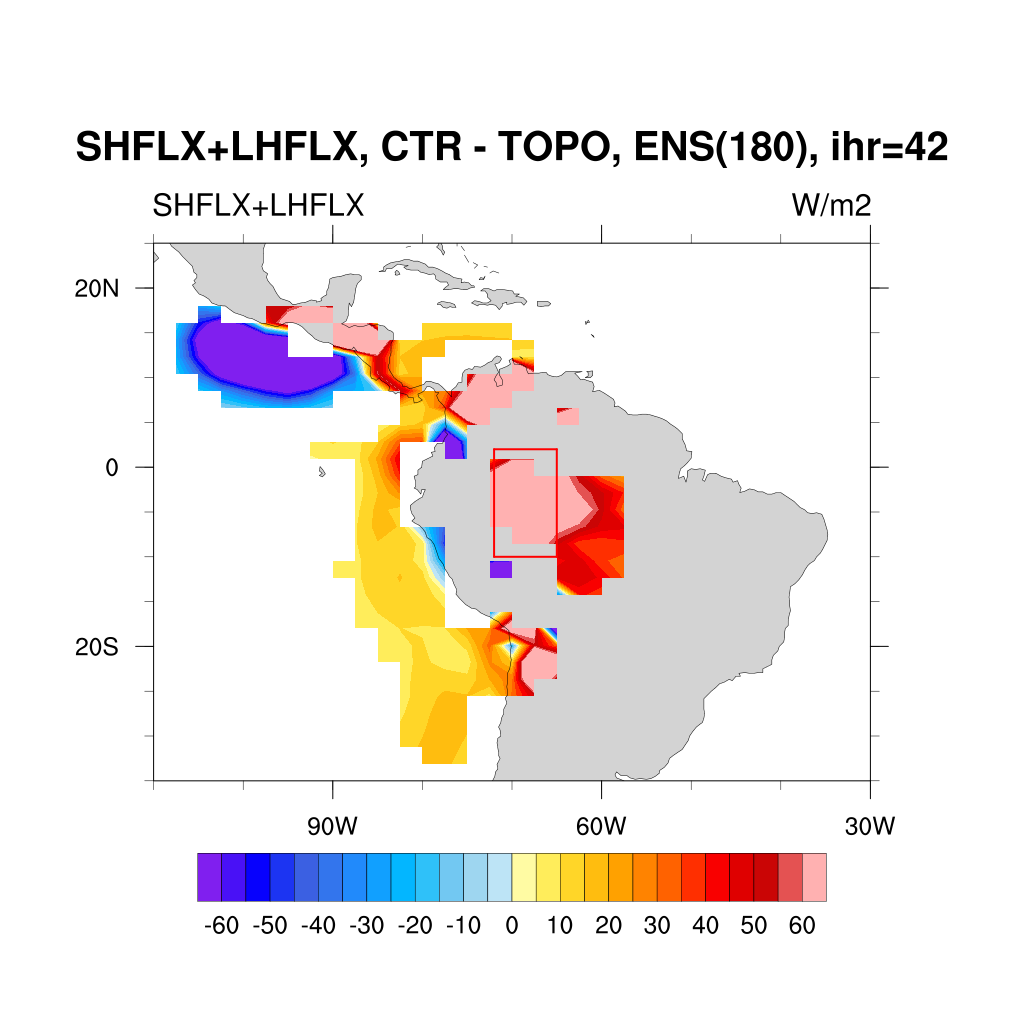 SHFLX+LHFLX, CTR - TOPO, ENS(180), ihr=42
SHFLX+LHFLX W/m2
20N
0
20S
90W 60W 30W
-60 -50 -40 -30 -20 -10 0 10 20 30 40 50 60